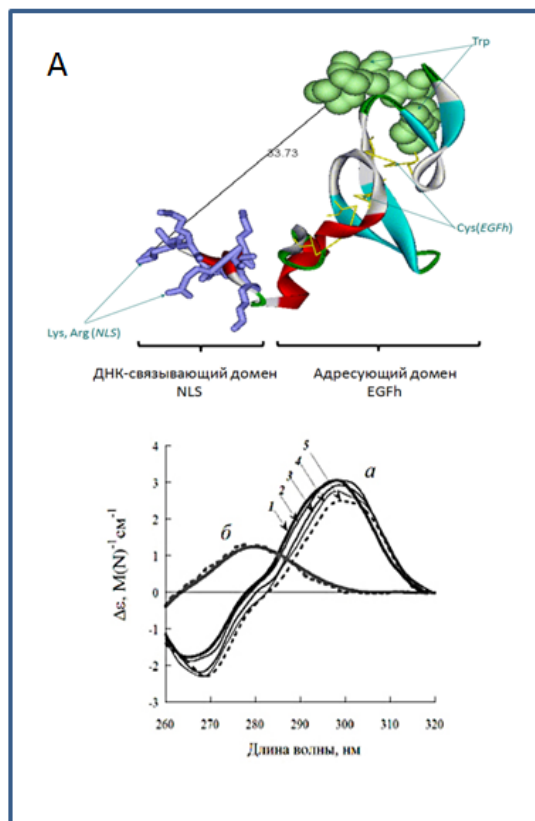 A
Trp
33.73
Cys(EGFh)
Lys, Arg (NLS)
ДНК-связывающий домен
NLS
Адресующий домен
EGFh
4
3
2
1
0
-1
-2
-3
Δε, М(N)⁻¹ см⁻¹
1 2 3 4 5
а
б
260 270 280 290 300 310 320
Длина волны, нм